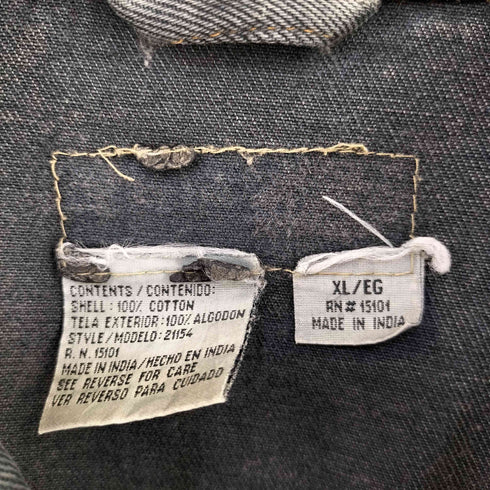 CONTENTS / CONTENIDO:
SHELL: 100% COTTON
TELA EXTERIOR: 100% ALGODON
STYLE / MODELO: 21154
R. N. 15101
MADE IN INDIA/HECHO EN INDIA
SEE REVERSE FOR CARE
VER REVERSO PARA CUIDADO
XL/EG
RN# 15101
MADE IN INDIA